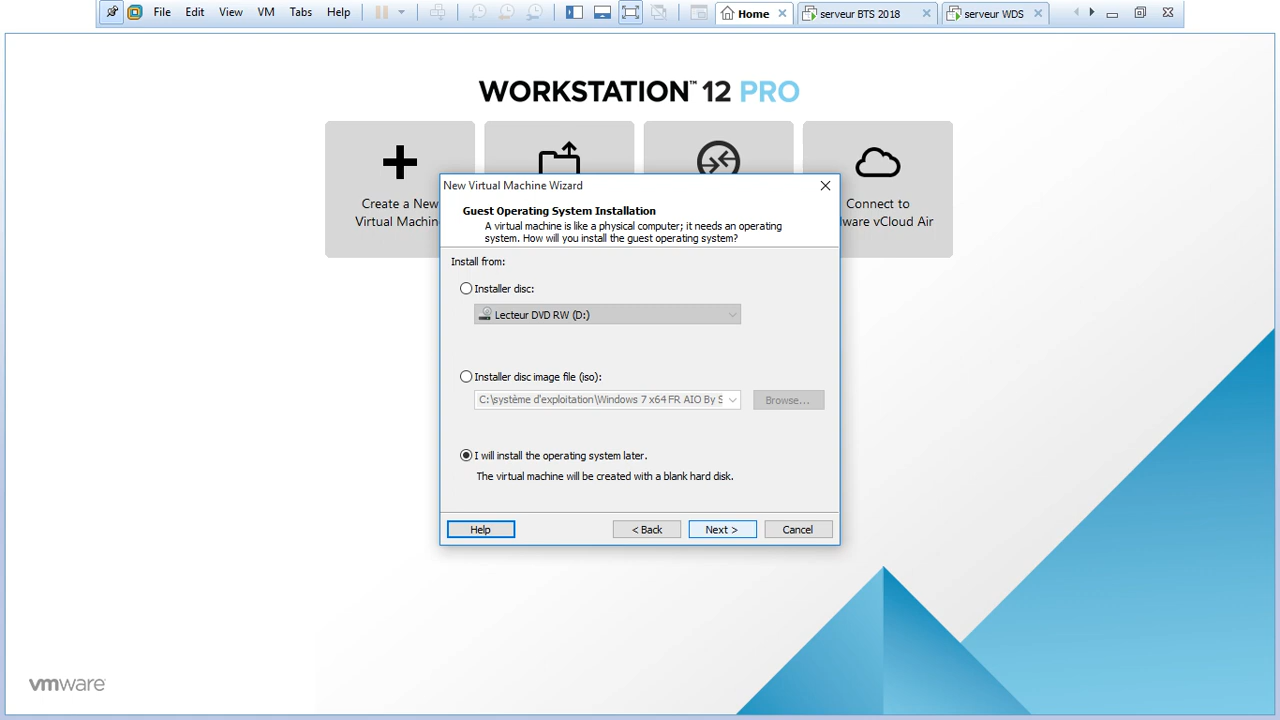 File Edit View VM Tabs Help Home serveur BTS 2018 serveur WDS
WORKSTATION™ 12 PRO
Create a New
Virtual Machin
Connect to
ware vCloud Air
New Virtual Machine Wizard
Guest Operating System Installation
A virtual machine is like a physical computer; it needs an operating
system. How will you install the guest operating system?
Install from:
Installer disc:
Lecteur DVD RW (D:)
Installer disc image file (iso):
C:\système d'exploitation\Windows 7 x64 FR AIO By S
Browse...
I will install the operating system later.
The virtual machine will be created with a blank hard disk.
Help < Back Next > Cancel
vmware